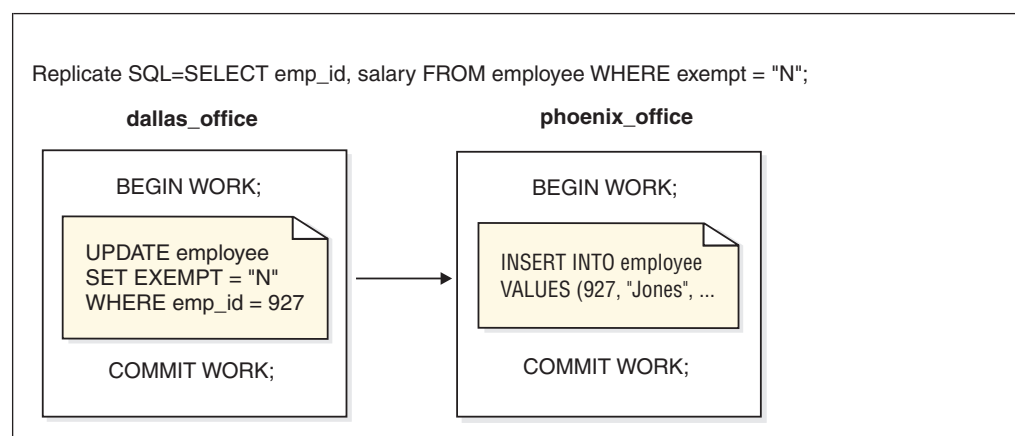 Replicate SQL=SELECT emp_id, salary FROM employee WHERE exempt = "N";
dallas_office
BEGIN WORK;
UPDATE employee
SET EXEMPT = "N"
WHERE emp_id = 927
COMMIT WORK;
phoenix_office
BEGIN WORK;
INSERT INTO employee
VALUES (927, "Jones", ...
COMMIT WORK;